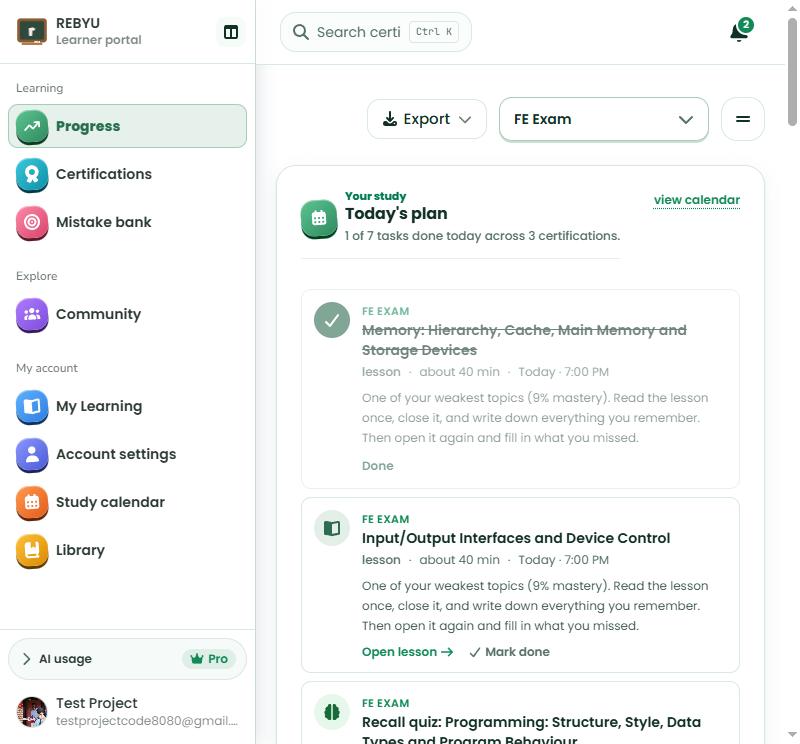 REBYU
Learner portal
Search certi
Ctrl K
2
Learning
Progress
Certifications
Mistake bank
Explore
Community
My account
My Learning
Account settings
Study calendar
Library
AI usage
Pro
Test Project
testprojectcode8080@gmail....
Export
FE Exam
Your study
Today's plan
1 of 7 tasks done today across 3 certifications.
view calendar
FE EXAM
Memory: Hierarchy, Cache, Main Memory and
Storage Devices
lesson · about 40 min · Today · 7:00 PM
One of your weakest topics (9% mastery). Read the lesson
once, close it, and write down everything you remember.
Then open it again and fill in what you missed.
Done
FE EXAM
Input/Output Interfaces and Device Control
lesson · about 40 min · Today · 7:00 PM
One of your weakest topics (9% mastery). Read the lesson
once, close it, and write down everything you remember.
Then open it again and fill in what you missed.
Open lesson → Mark done
FE EXAM
Recall quiz: Programming: Structure, Style, Data
Types and Program Behaviour